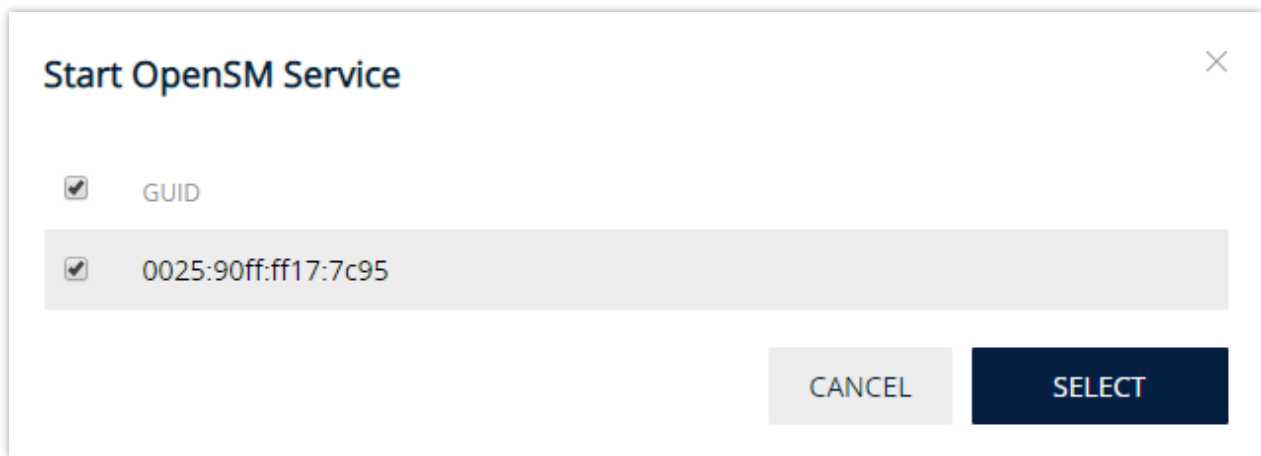 Start OpenSM Service
GUID
0025:90ff:ff17:7c95
CANCEL SELECT